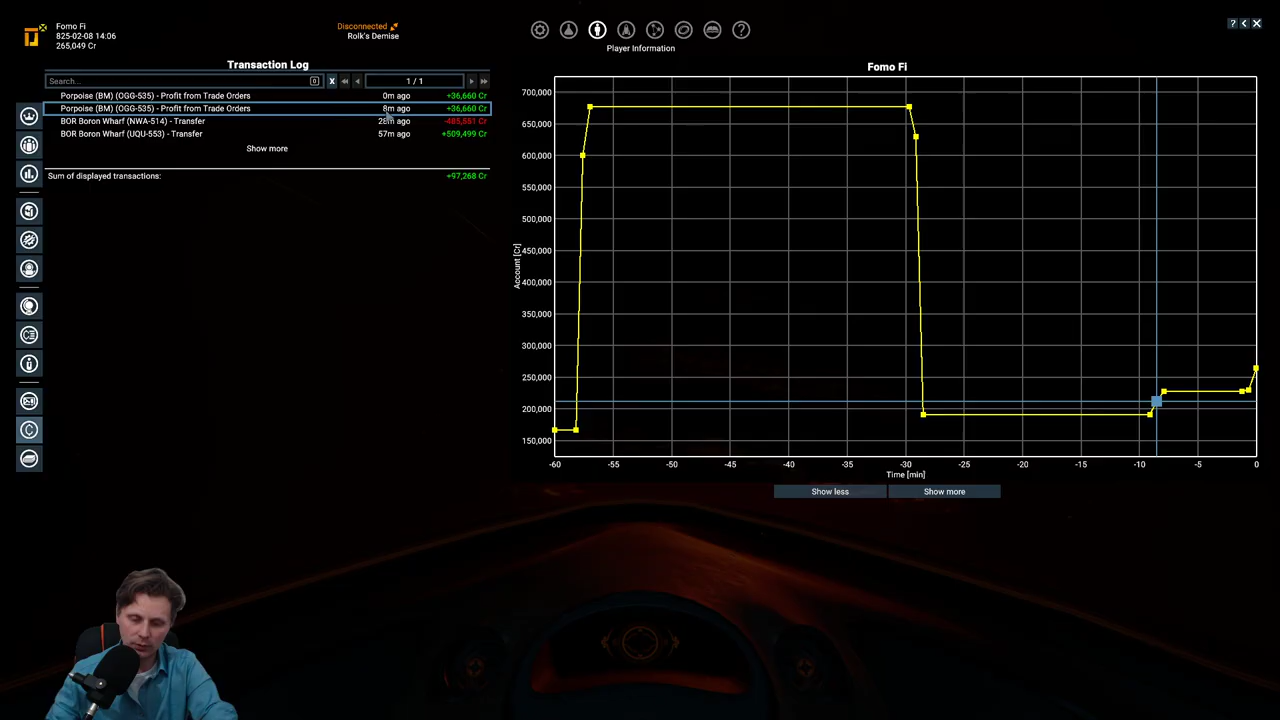 Fomo Fi
825-02-08 14:06
265,049 Cr
Disconnected
Rolk's Demise
Player Information
?
Transaction Log
Search...
0
X
1 / 1
Porpoise (BM) (OGG-535) - Profit from Trade Orders 0m ago +36,660 Cr
Porpoise (BM) (OGG-535) - Profit from Trade Orders 8m ago +36,660 Cr
BOR Boron Wharf (NWA-514) - Transfer 28m ago -485,551 Cr
BOR Boron Wharf (UQU-553) - Transfer 57m ago +509,499 Cr
Show more
Sum of displayed transactions: +97,268 Cr
Fomo Fi
700,000
650,000
600,000
550,000
500,000
450,000
400,000
350,000
300,000
250,000
200,000
150,000
Account [Cr]
-60 -55 -50 -45 -40 -35 -30 -25 -20 -15 -10 -5 0
Time [min]
Show less
Show more